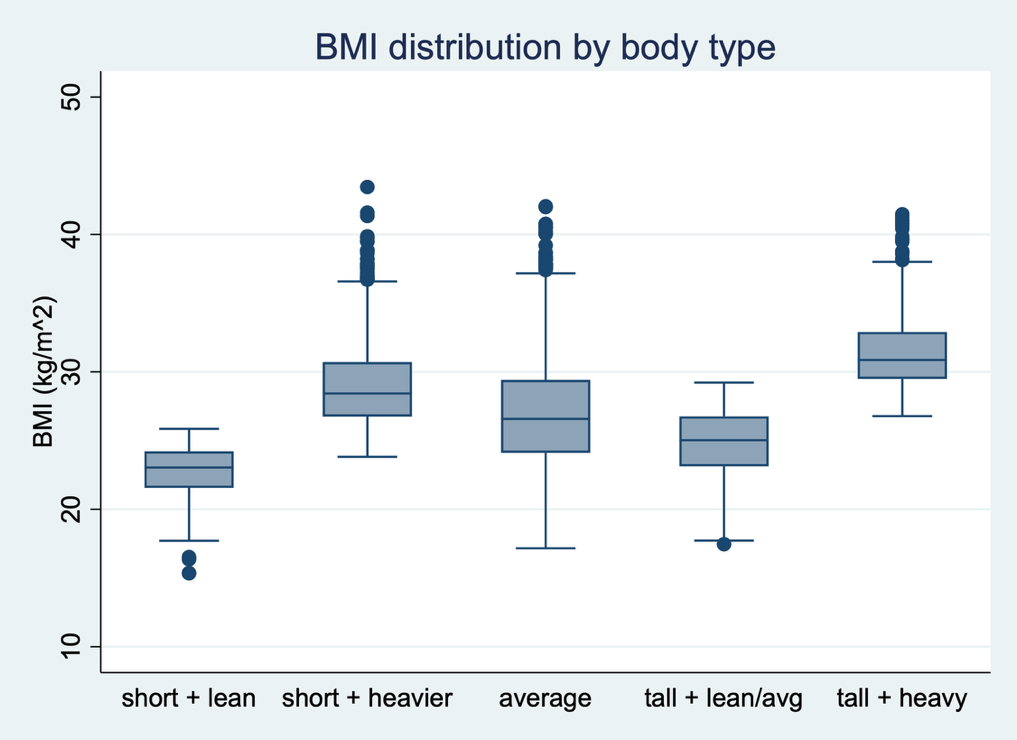 BMI distribution by body type
BMI (kg/m^2)
50
40
30
20
10
short + lean
short + heavier
average
tall + lean/avg
tall + heavy